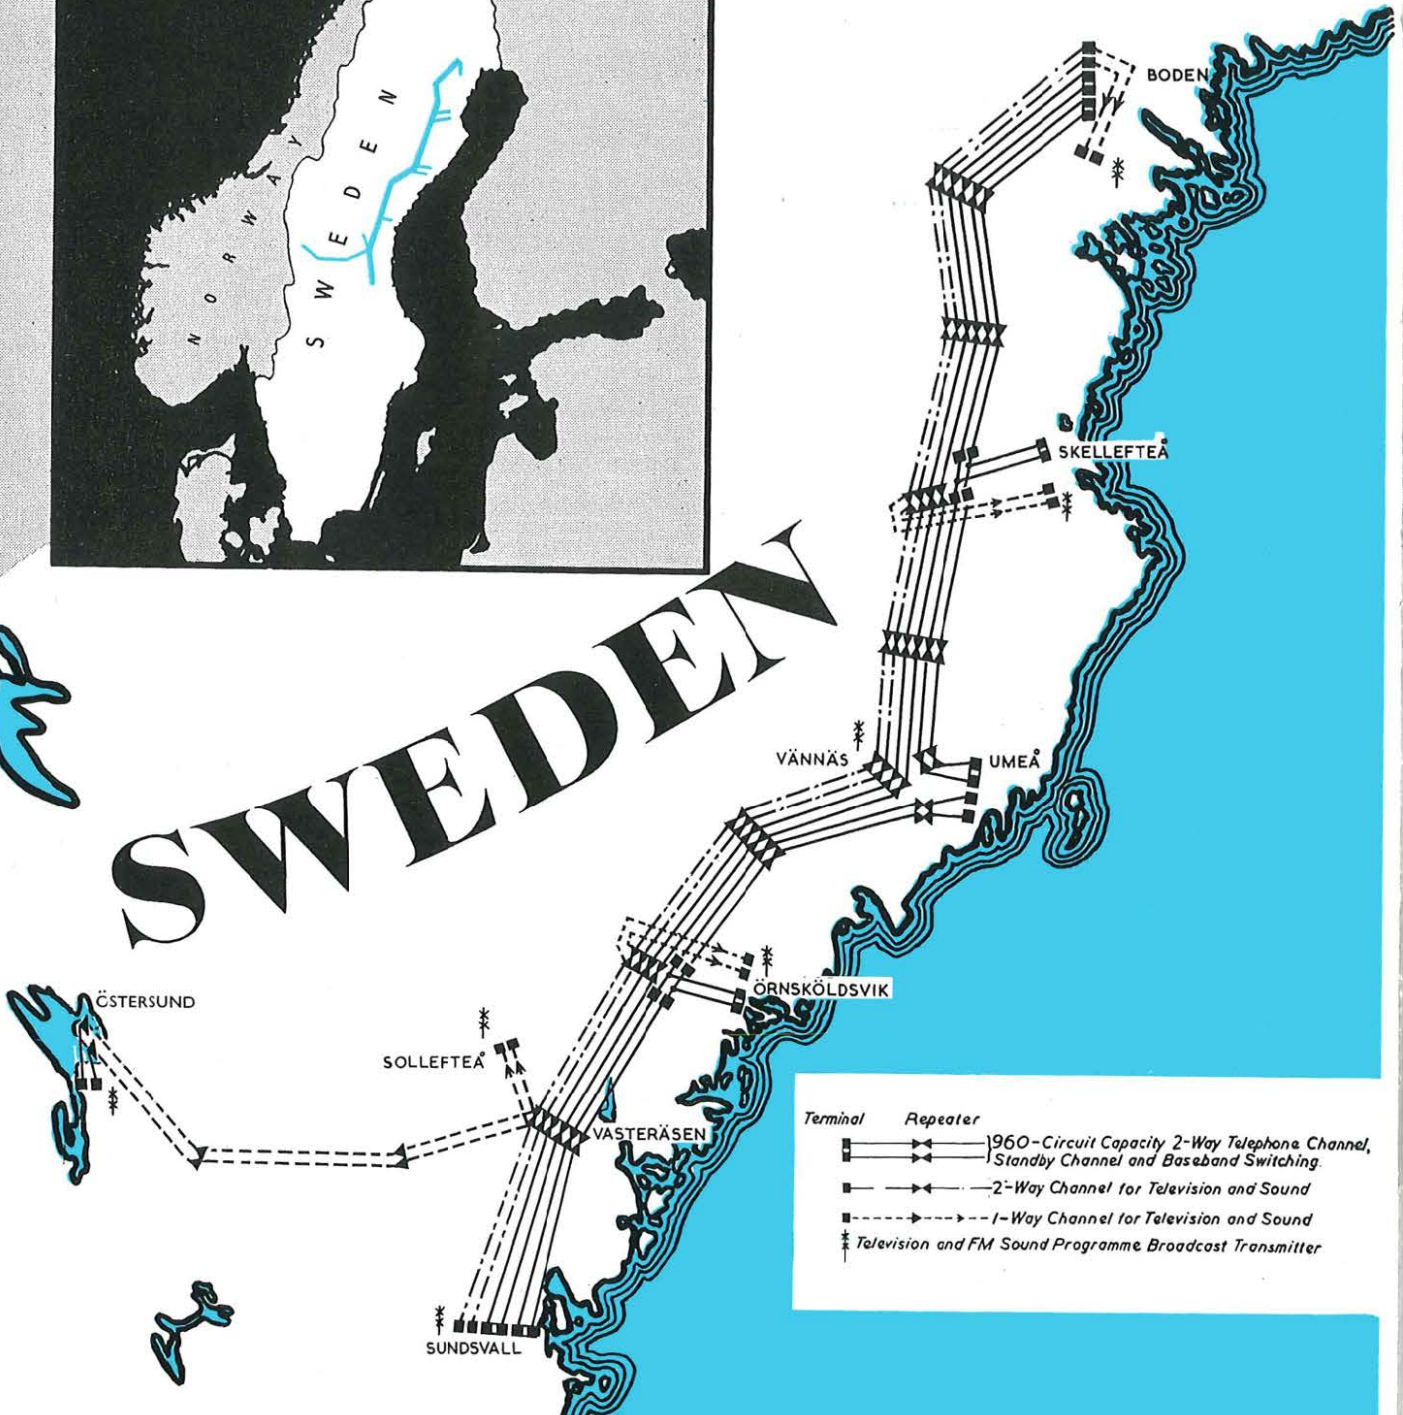 NORWAY
SWEDEN
SWEDEN
BODEN
SKELLEFTEÅ
VÄNNÄS
UMEÅ
ÖRNSKÖLDSVIK
ÖSTERSUND
SOLLEFTEÅ
VASTERÄSEN
SUNDSVALL
Terminal Repeater
960-Circuit Capacity 2-Way Telephone Channel,
Standby Channel and Baseband Switching.
2-Way Channel for Television and Sound
1-Way Channel for Television and Sound
Television and FM Sound Programme Broadcast Transmitter